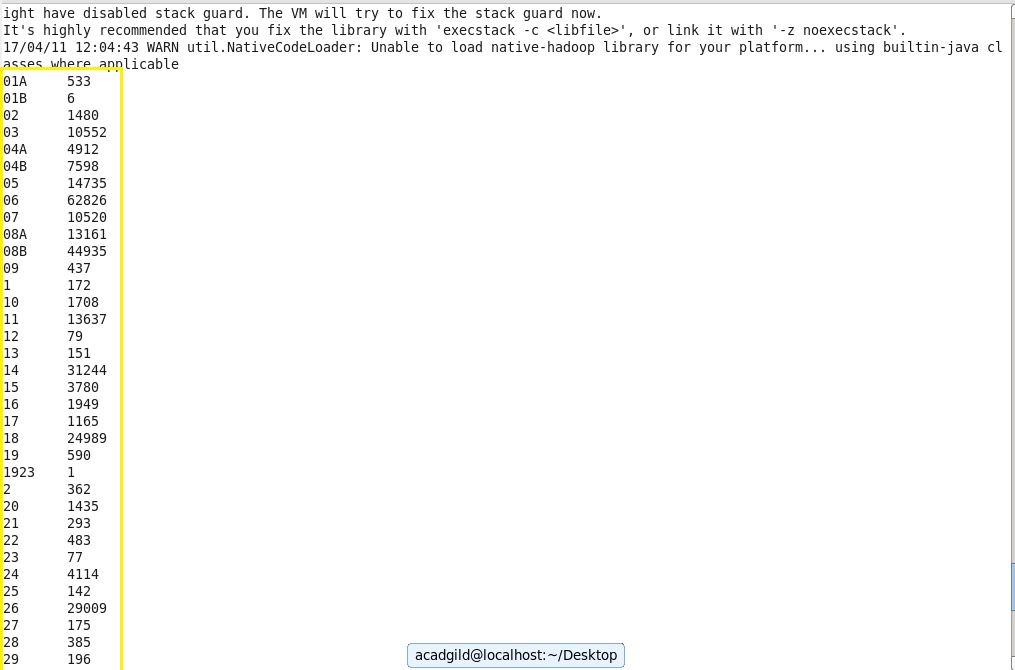 ight have disabled stack guard. The VM will try to fix the stack guard now.
It's highly recommended that you fix the library with 'execstack -c <libfile>', or link it with '-z noexecstack'.
17/04/11 12:04:43 WARN util.NativeCodeLoader: Unable to load native-hadoop library for your platform... using builtin-java cl
asses where applicable
01A 533
01B 6
02 1480
03 10552
04A 4912
04B 7598
05 14735
06 62826
07 10520
08A 13161
08B 44935
09 437
1 172
10 1708
11 13637
12 79
13 151
14 31244
15 3780
16 1949
17 1165
18 24989
19 590
1923 1
2 362
20 1435
21 293
22 483
23 77
24 4114
25 142
26 29009
27 175
28 385
29 196
acadgild@localhost:~/Desktop